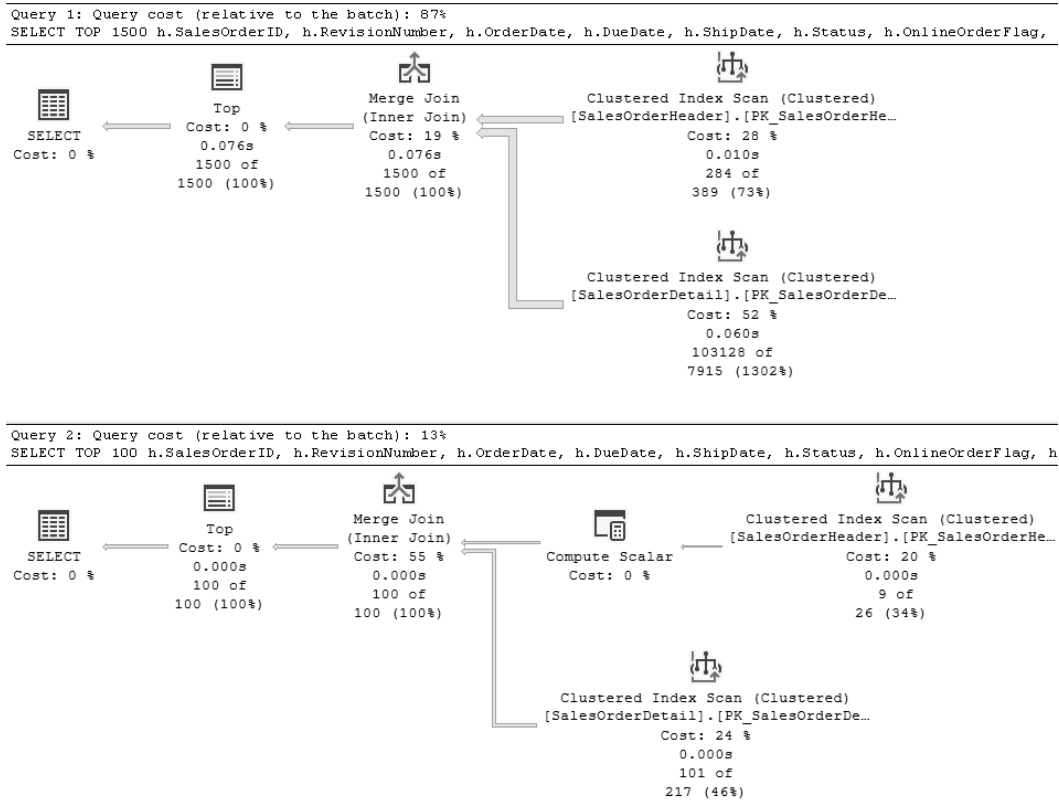 Query 1: Query cost (relative to the batch): 87%
SELECT TOP 1500 h.SalesOrderID, h.RevisionNumber, h.OrderDate, h.DueDate, h.ShipDate, h.Status, h.OnlineOrderFlag,
SELECT
Cost: 0 %
Top
Cost: 0 %
0.076s
1500 of
1500 (100%)
Merge Join
(Inner Join)
Cost: 19 %
0.076s
1500 of
1500 (100%)
Clustered Index Scan (Clustered)
[SalesOrderHeader].[PK_SalesOrderHe…
Cost: 28 %
0.010s
284 of
389 (73%)
Clustered Index Scan (Clustered)
[SalesOrderDetail].[PK_SalesOrderDe…
Cost: 52 %
0.060s
103128 of
7915 (1302%)
Query 2: Query cost (relative to the batch): 13%
SELECT TOP 100 h.SalesOrderID, h.RevisionNumber, h.OrderDate, h.DueDate, h.ShipDate, h.Status, h.OnlineOrderFlag, h
SELECT
Cost: 0 %
Top
Cost: 0 %
0.000s
100 of
100 (100%)
Merge Join
(Inner Join)
Cost: 55 %
0.000s
100 of
100 (100%)
Compute Scalar
Cost: 0 %
Clustered Index Scan (Clustered)
[SalesOrderHeader].[PK_SalesOrderHe…
Cost: 20 %
0.000s
9 of
26 (34%)
Clustered Index Scan (Clustered)
[SalesOrderDetail].[PK_SalesOrderDe…
Cost: 24 %
0.000s
101 of
217 (46%)